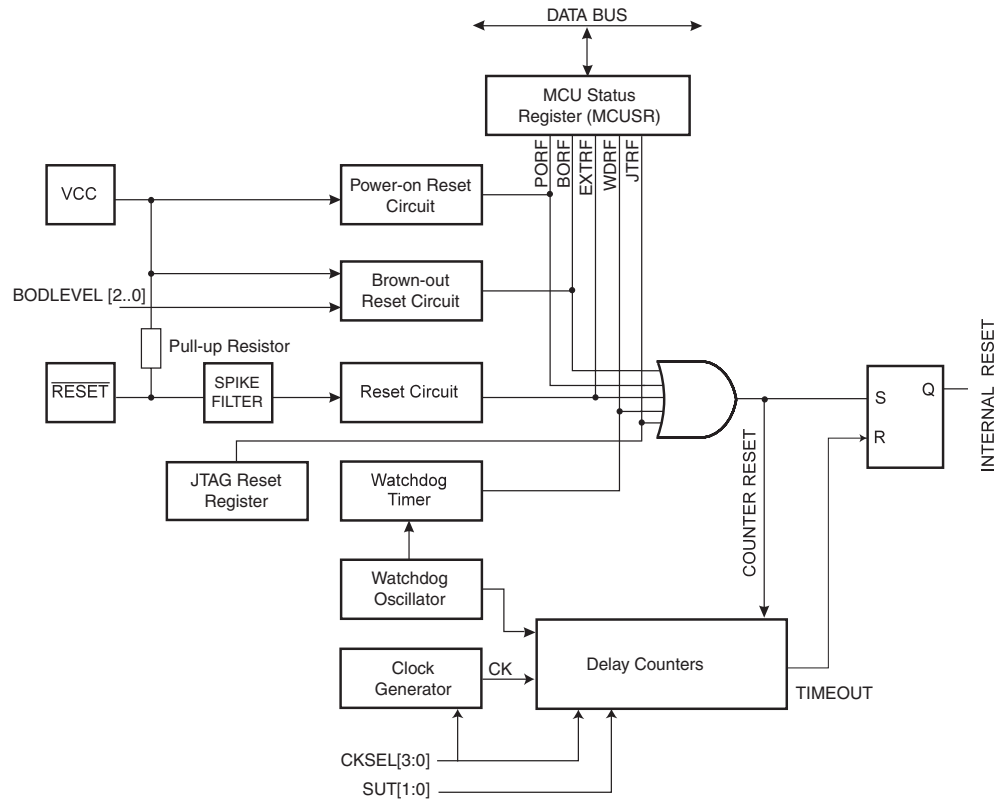 DATA BUS
MCU Status
Register (MCUSR)
PORF
BORF
EXTRF
WDRF
JTRF
VCC
Power-on Reset
Circuit
BODLEVEL [2..0]
Brown-out
Reset Circuit
Pull-up Resistor
RESET
SPIKE
FILTER
Reset Circuit
S
Q
R
INTERNAL RESET
JTAG Reset
Register
Watchdog
Timer
COUNTER RESET
Watchdog
Oscillator
Clock
Generator
CK
Delay Counters
TIMEOUT
CKSEL[3:0]
SUT[1:0]